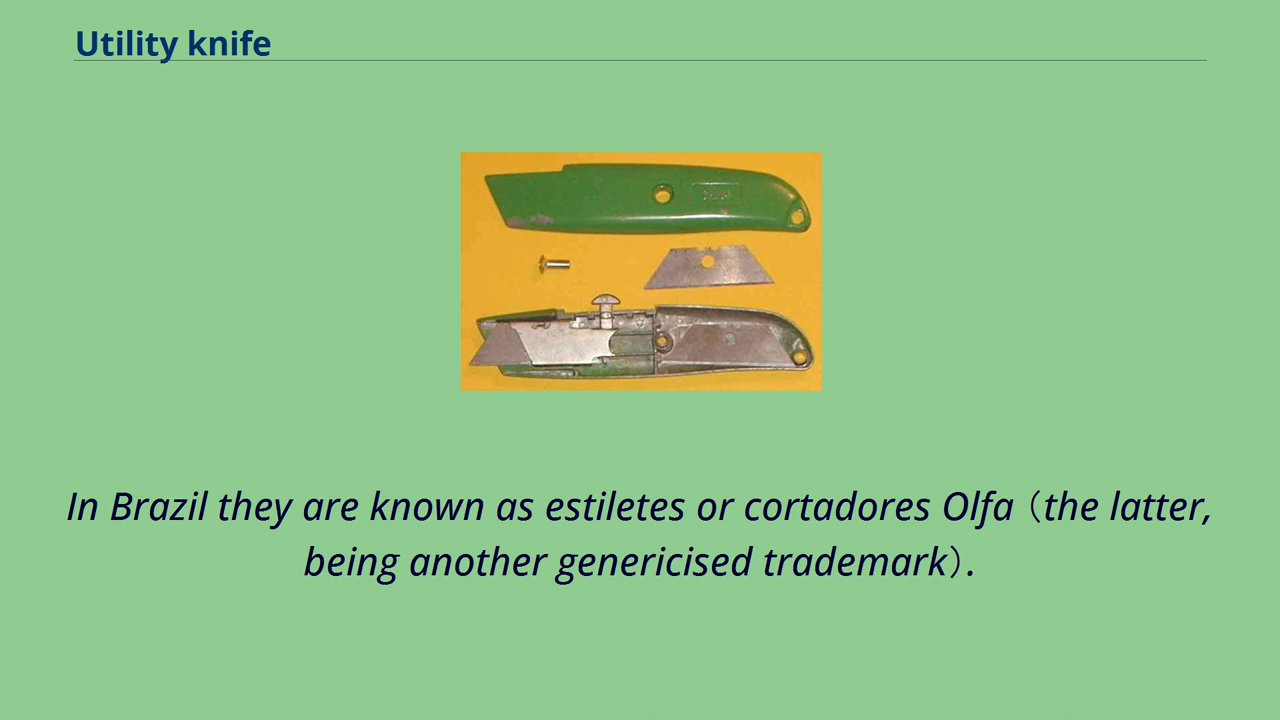 Utility knife
In Brazil they are known as estiletes or cortadores Olfa（the latter,
being another genericised trademark）.